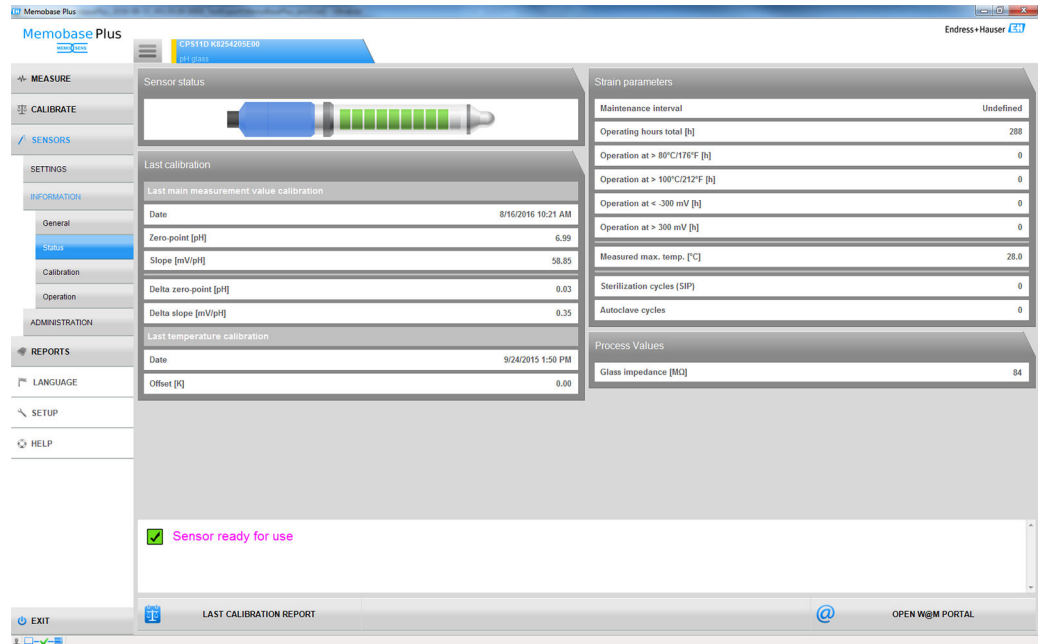 Memobase Plus
Memobase Plus
MEMO SENS
Endress+Hauser EH
CPS11D K8254205E00
pH glass
MEASURE
CALIBRATE
SENSORS
SETTINGS
INFORMATION
General
Status
Calibration
Operation
ADMINISTRATION
REPORTS
LANGUAGE
SETUP
HELP
EXIT
Sensor status
Last calibration
Last main measurement value calibration
Date 8/16/2016 10:21 AM
Zero-point [pH] 6.99
Slope [mV/pH] 58.85
Delta zero-point [pH] 0.03
Delta slope [mV/pH] 0.35
Last temperature calibration
Date 9/24/2015 1:50 PM
Offset [K] 0.00
Strain parameters
Maintenance interval Undefined
Operating hours total [h] 288
Operation at > 80°C/176°F [h] 0
Operation at > 100°C/212°F [h] 0
Operation at < -300 mV [h] 0
Operation at > 300 mV [h] 0
Measured max. temp. [°C] 28.0
Sterilization cycles (SIP) 0
Autoclave cycles 0
Process Values
Glass impedance [MΩ] 84
Sensor ready for use
LAST CALIBRATION REPORT
@ OPEN W@M PORTAL